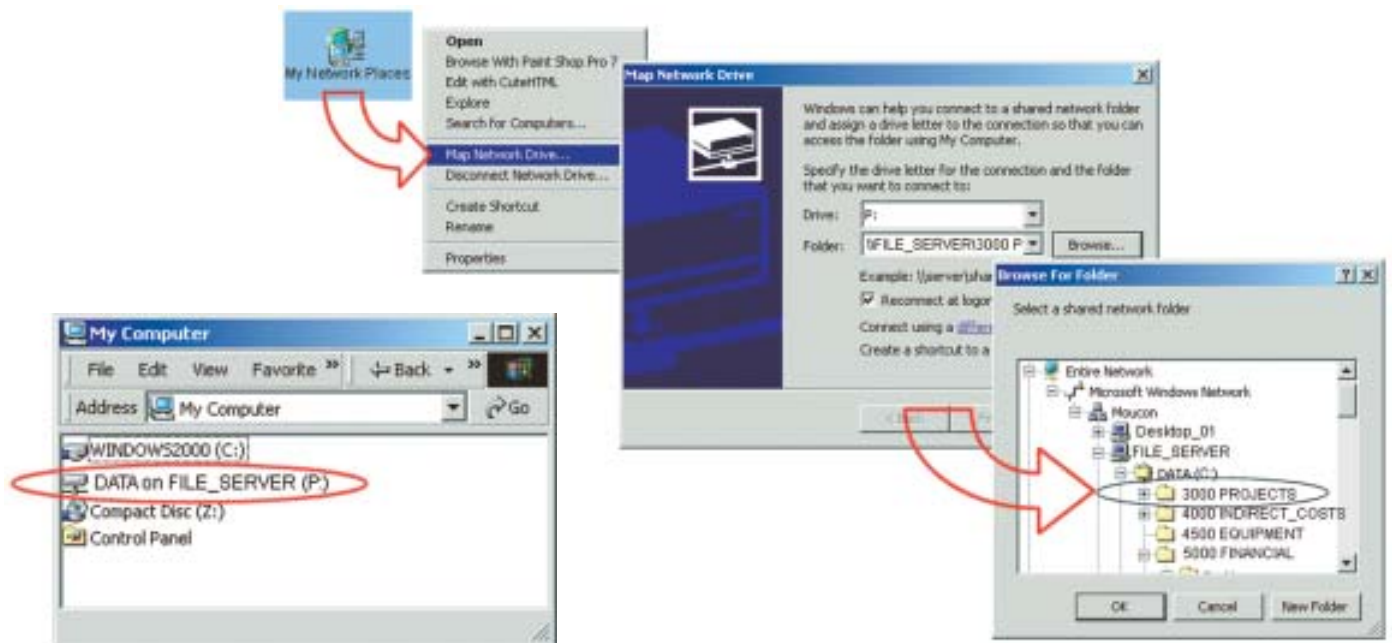 My Network Places
Open
Browse With Paint Shop Pro 7
Edit with CuteHTML
Explore
Search for Computers...
Map Network Drive...
Disconnect Network Drive...
Create Shortcut
Rename
Properties
Map Network Drive
Windows can help you connect to a shared network folder
and assign a drive letter to the connection so that you can
access the folder using My Computer.
Specify the drive letter for the connection and the folder
that you want to connect to:
Drive: P:
Folder: \\FILE_SERVER\3000 P Browse...
Example: \\server\shar
Reconnect at logon
Connect using a
Create a shortcut to a
Browse For Folder
Select a shared network folder
Entire Network
Microsoft Windows Network
Moucon
Desktop_01
FILE_SERVER
DATA (C:)
3000 PROJECTS
4000 INDIRECT_COSTS
4500 EQUIPMENT
5000 FINANCIAL
OK Cancel New Folder
My Computer
File Edit View Favorite » Back »
Address My Computer Go
WINDOWS2000 (C:)
DATA on FILE_SERVER (P:)
Compact Disc (Z:)
Control Panel